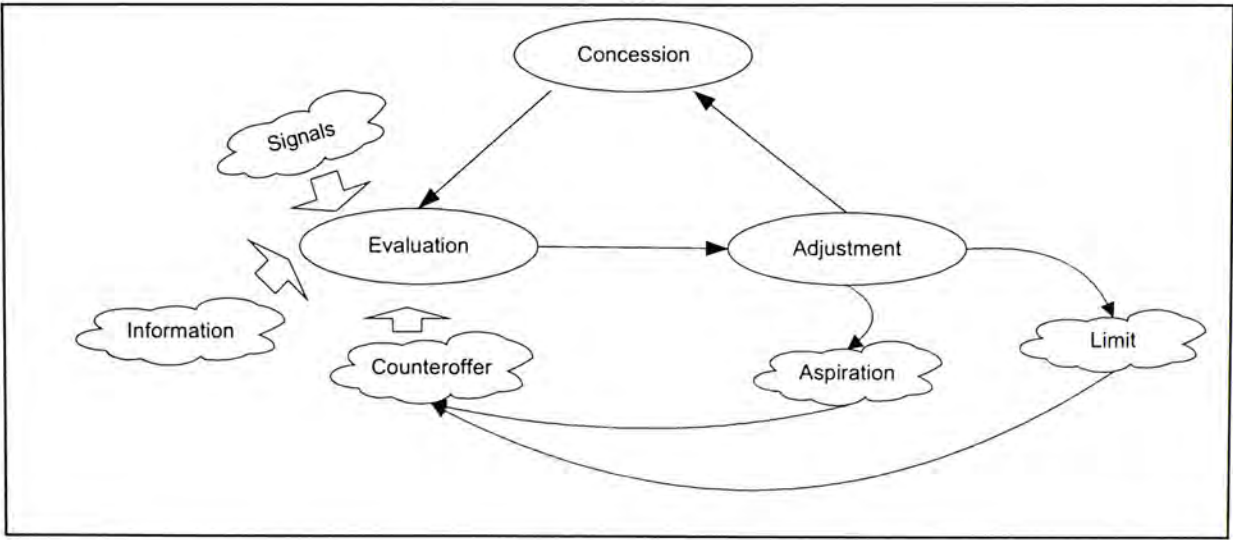 Concession
Signals
Evaluation
Adjustment
Information
Counteroffer
Aspiration
Limit